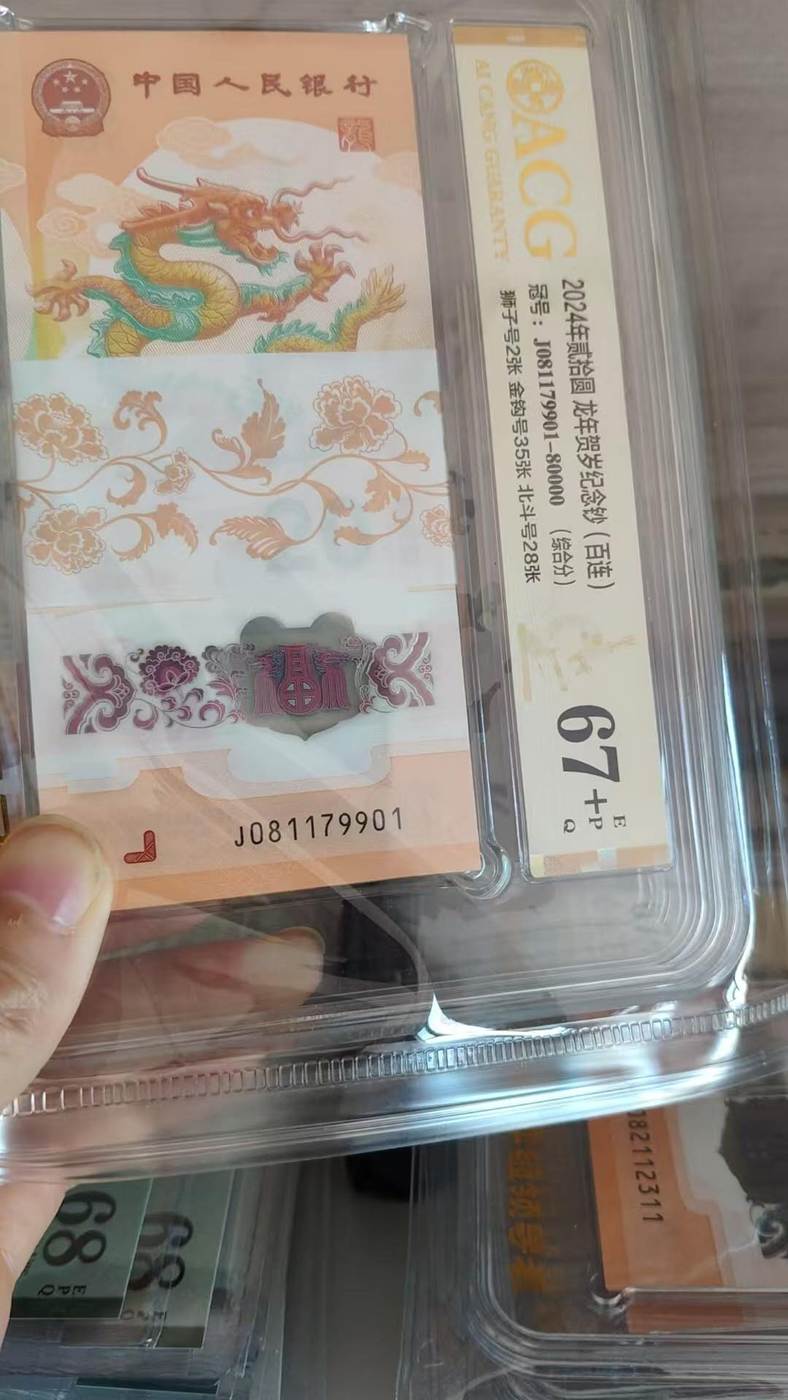 中国人民银行
J081179901
ACG
AI CANG GUARANTY
2024年贰拾圆 龙年贺岁纪念钞（百连）
冠号：J081179901-80000（综合分）
狮子号2张 金钩号35张 北斗号28张
67+
EPQ
68
EPQ
68
082112311